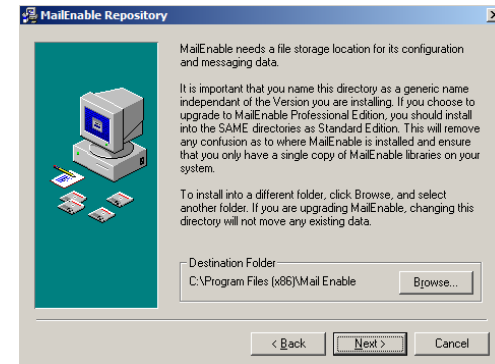 MailEnable Repository
MailEnable needs a file storage location for its configuration
and messaging data.
It is important that you name this directory as a generic name
independant of the Version you are installing. If you choose to
upgrade to MailEnable Professional Edition, you should install
into the SAME directories as Standard Edition. This will remove
any confusion as to where MailEnable is installed and ensure
that you only have a single copy of MailEnable libraries on your
system.
To install into a different folder, click Browse, and select
another folder. If you are upgrading MailEnable, changing this
directory will not move any existing data.
Destination Folder
C:\Program Files (x86)\Mail Enable
Browse...
< Back
Next >
Cancel